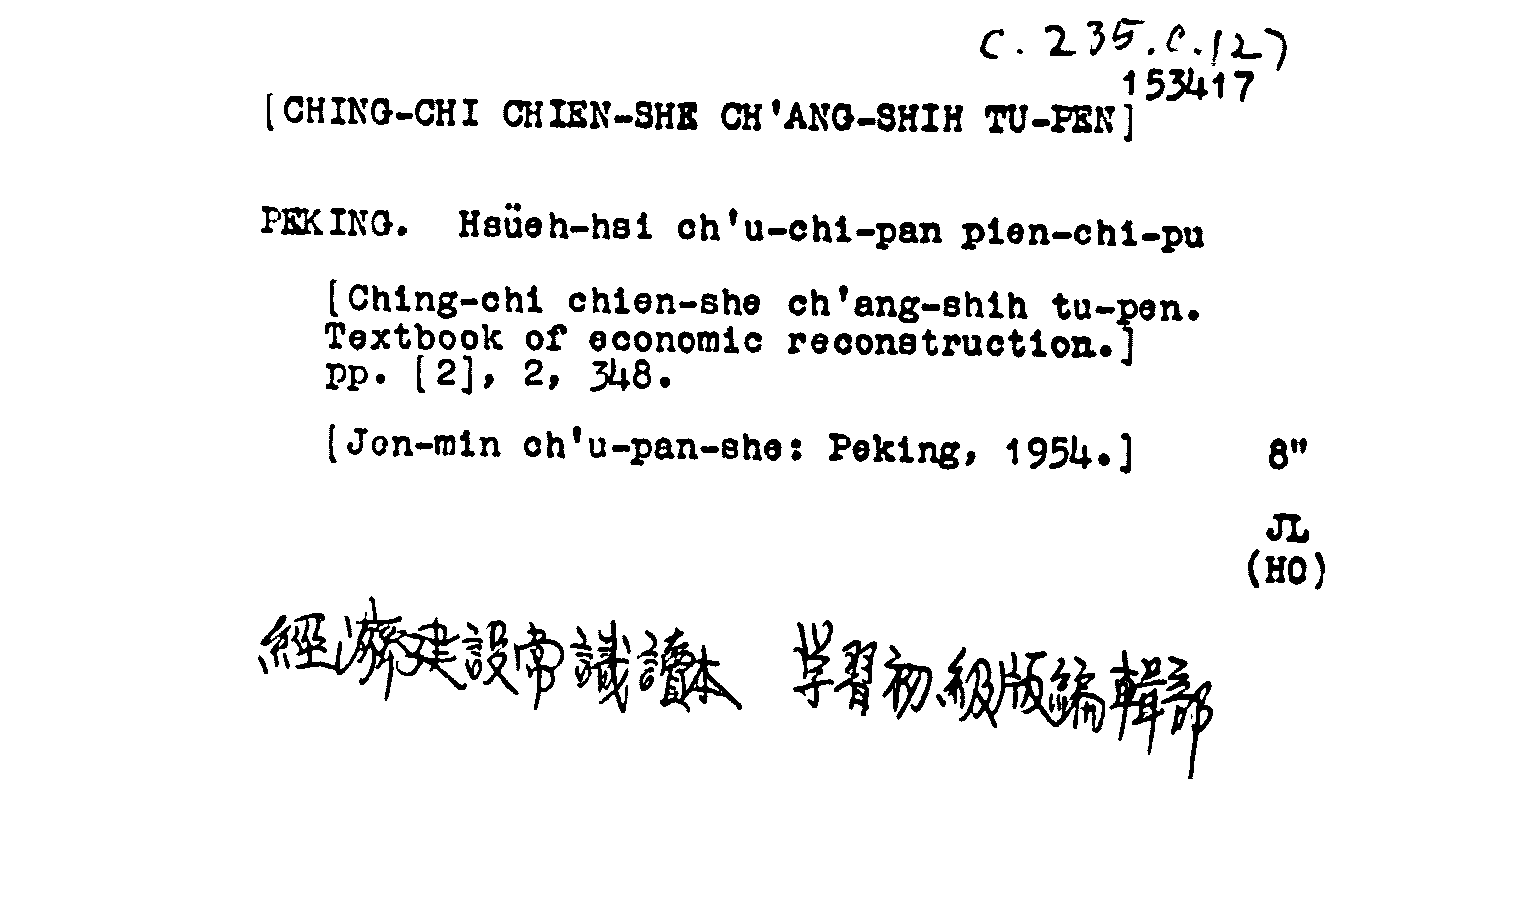 C.235.c.127
153417
[CHING-CHI CHIEN-SHE CH'ANG-SHIH TU-PEN]
PEKING. Hsüeh-hsi ch'u-chi-pan pien-chi-pu
[Ching-chi chien-she ch'ang-shih tu-pen.
Textbook of economic reconstruction.]
pp. [2], 2, 348.
[Jen-min ch'u-pan-she: Peking, 1954.] 8"
JL
(HO)
經濟建設常識讀本 学習初級版編輯部